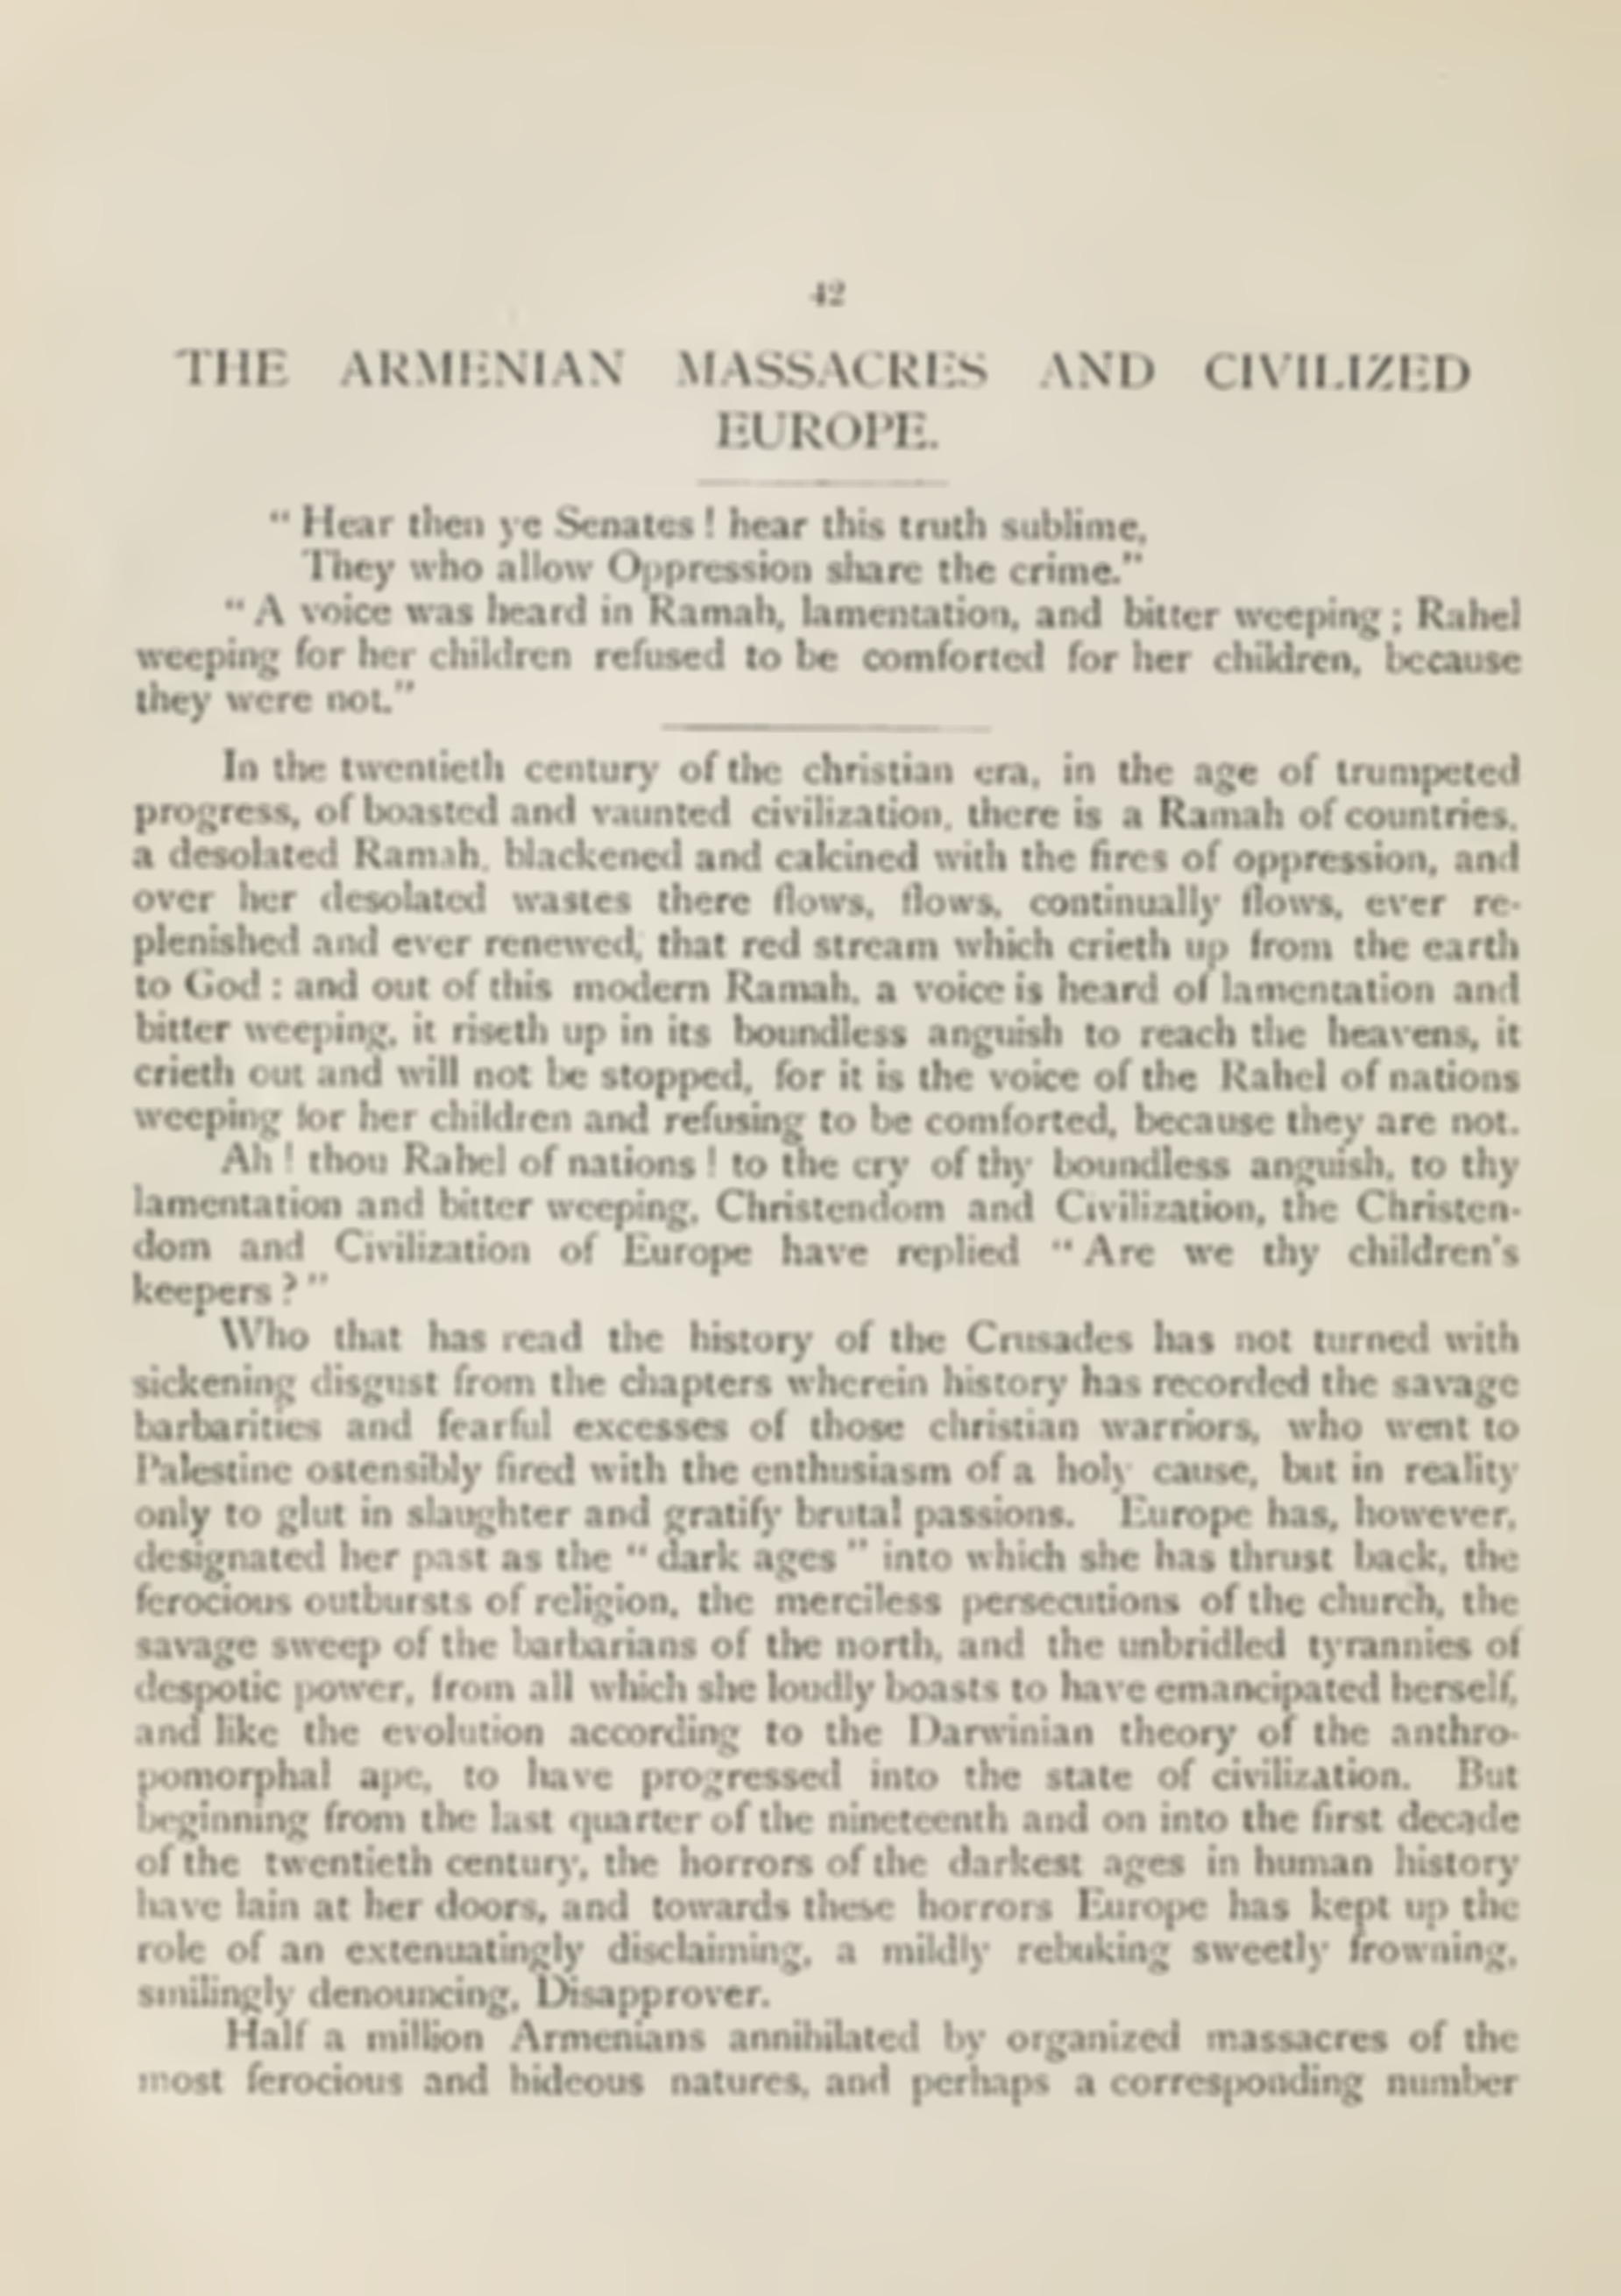 42
THE ARMENIAN MASSACRES AND CIVILIZED
EUROPE.
“ Hear then ye Senates ! hear this truth sublime,
They who allow Oppression share the crime.”
“ A voice was heard in Ramah, lamentation, and bitter weeping ; Rahel
weeping for her children refused to be comforted for her children, because
they were not.”
In the twentieth century of the christian era, in the age of trumpeted
progress, of boasted and vaunted civilization, there is a Ramah of countries,
a desolated Ramah, blackened and calcined with the fires of oppression, and
over her desolated wastes there flows, flows, continually flows, ever re-
plenished and ever renewed, that red stream which crieth up from the earth
to God : and out of this modern Ramah, a voice is heard of lamentation and
bitter weeping, it riseth up in its boundless anguish to reach the heavens, it
crieth out and will not be stopped, for it is the voice of the Rahel of nations
weeping for her children and refusing to be comforted, because they are not.
Ah ! thou Rahel of nations ! to the cry of thy boundless anguish, to thy
lamentation and bitter weeping, Christendom and Civilization, the Christen-
dom and Civilization of Europe have replied “ Are we thy children's
keepers ? ”
Who that has read the history of the Crusades has not turned with
sickening disgust from the chapters wherein history has recorded the savage
barbarities and fearful excesses of those christian warriors, who went to
Palestine ostensibly fired with the enthusiasm of a holy cause, but in reality
only to glut in slaughter and gratify brutal passions. Europe has, however,
designated her past as the “ dark ages ” into which she has thrust back, the
ferocious outbursts of religion, the merciless persecutions of the church, the
savage sweep of the barbarians of the north, and the unbridled tyrannies of
despotic power, from all which she loudly boasts to have emancipated herself,
and like the evolution according to the Darwinian theory of the anthro-
pomorphal ape, to have progressed into the state of civilization. But
beginning from the last quarter of the nineteenth and on into the first decade
of the twentieth century, the horrors of the darkest ages in human history
have lain at her doors, and towards these horrors Europe has kept up the
role of an extenuatingly disclaiming, a mildly rebuking sweetly frowning,
smilingly denouncing, Disapprover.
Half a million Armenians annihilated by organized massacres of the
most ferocious and hideous natures, and perhaps a corresponding number